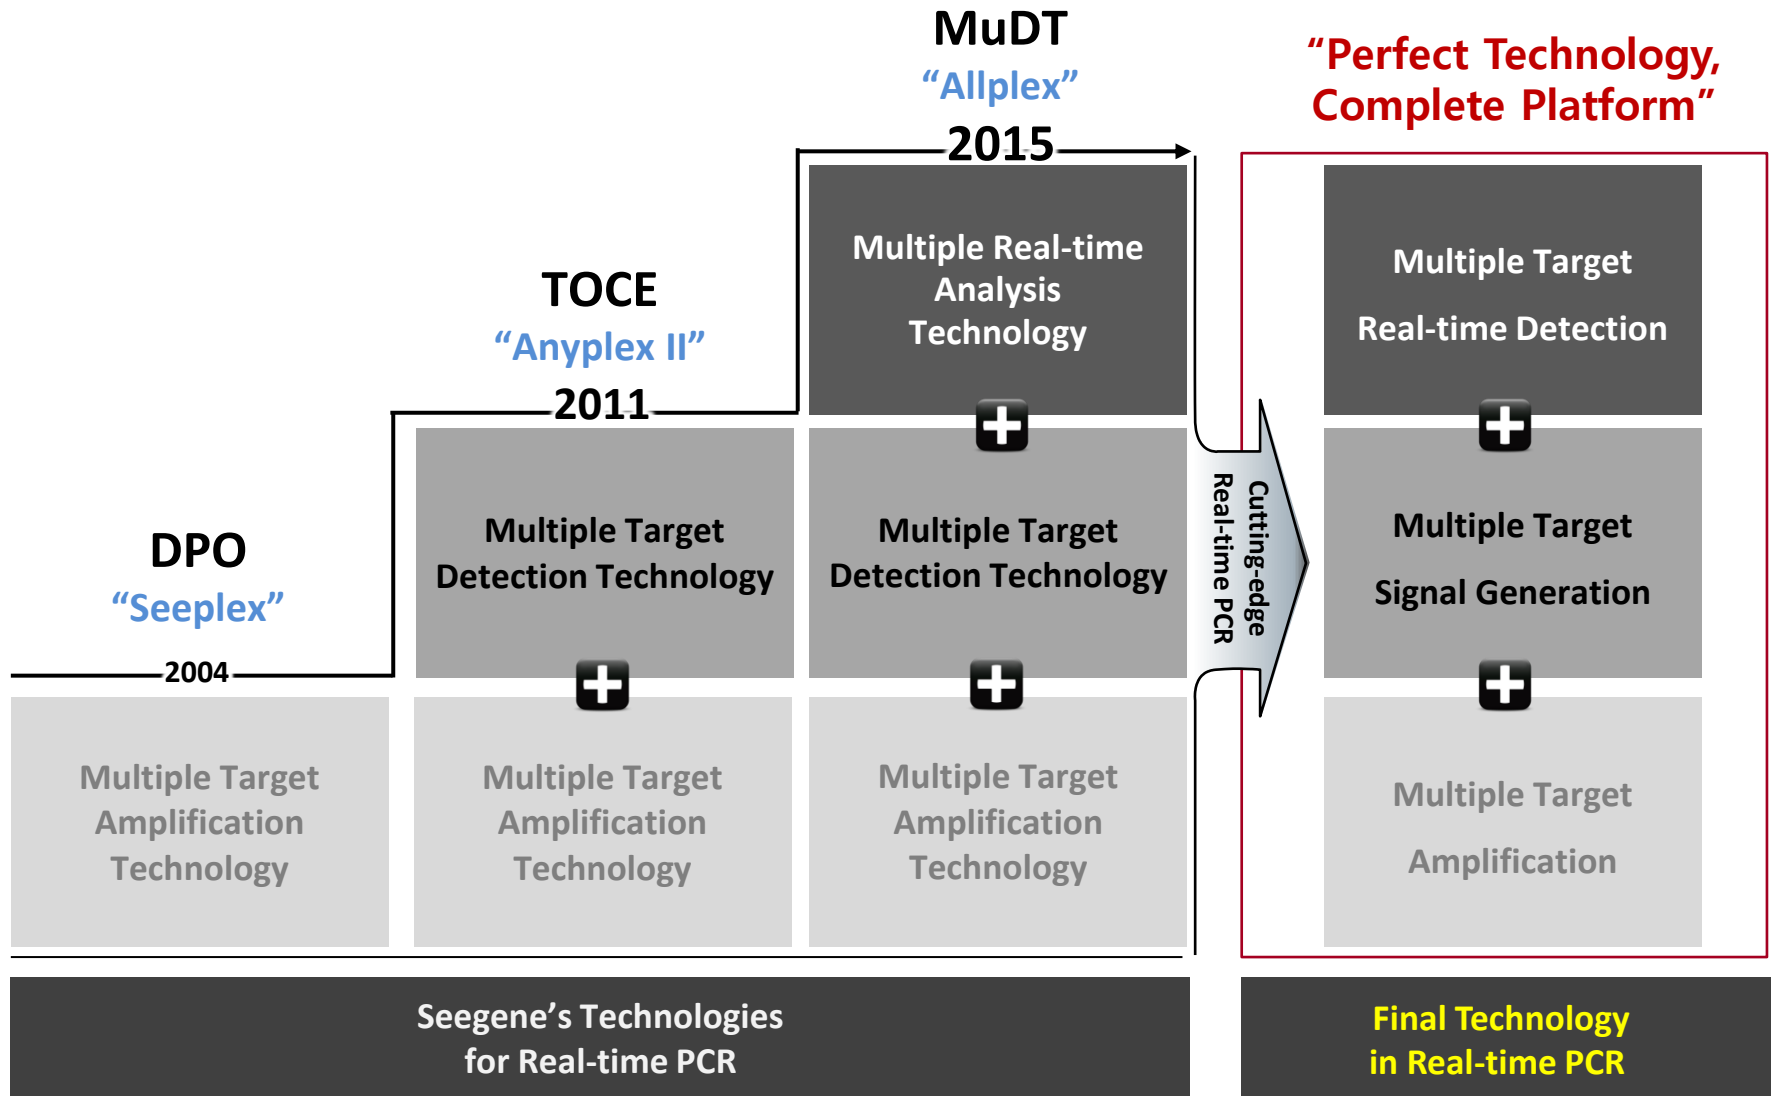 MuDT
“Allplex”
2015
“Perfect Technology,
Complete Platform”
TOCE
“Anyplex II”
2011
DPO
“Seeplex”
2004
Multiple Real-time
Analysis
Technology
Multiple Target
Detection Technology
Multiple Target
Detection Technology
Multiple Target
Amplification
Technology
Multiple Target
Amplification
Technology
Multiple Target
Amplification
Technology
Cutting-edge
Real-time PCR
Multiple Target
Real-time Detection
Multiple Target
Signal Generation
Multiple Target
Amplification
Seegene’s Technologies
for Real-time PCR
Final Technology
in Real-time PCR